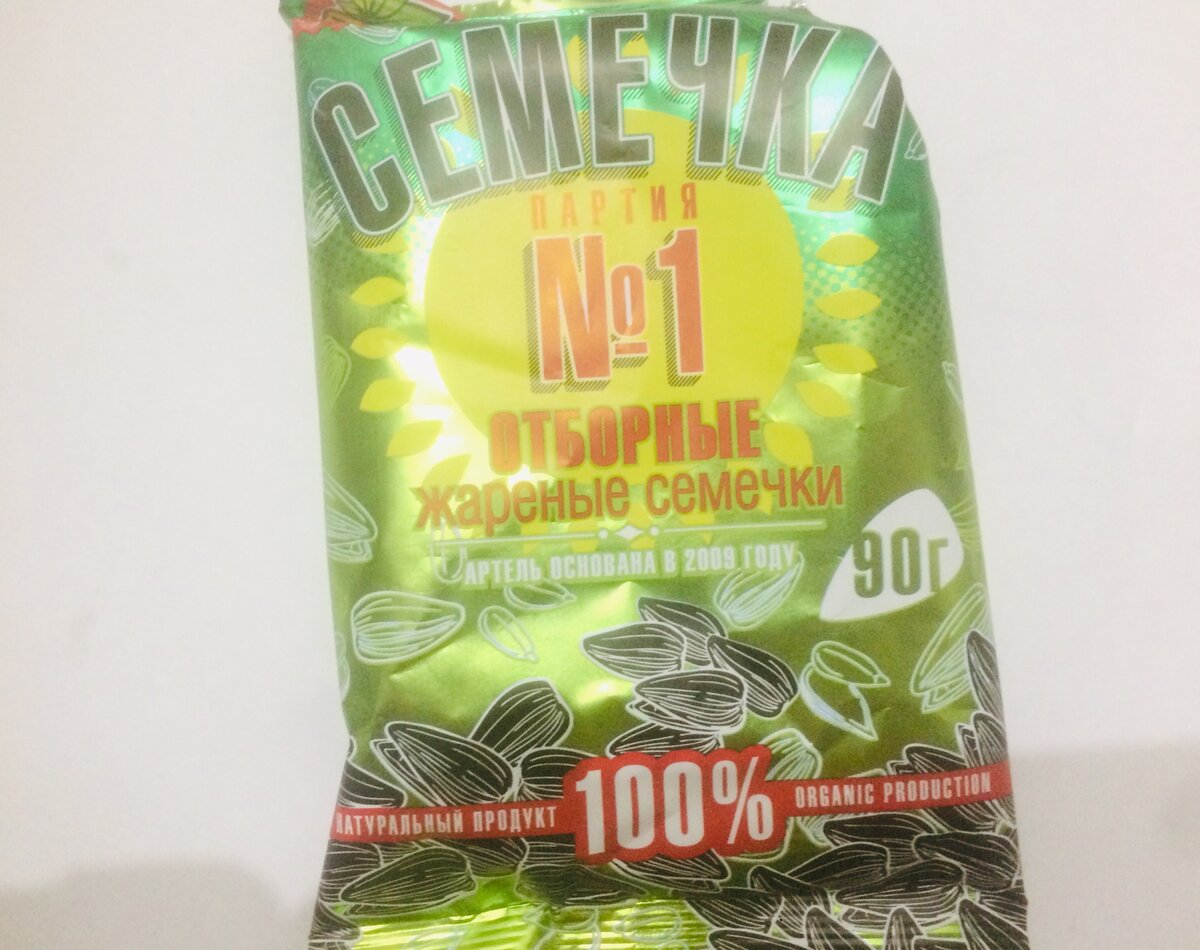 СЕМЕЧКА
ПАРТИЯ
№1
ОТБОРНЫЕ
жареные семечки
АРТЕЛЬ ОСНОВАНА В 2009 ГОДУ
90г
НАТУРАЛЬНЫЙ ПРОДУКТ 100% ORGANIC PRODUCTION